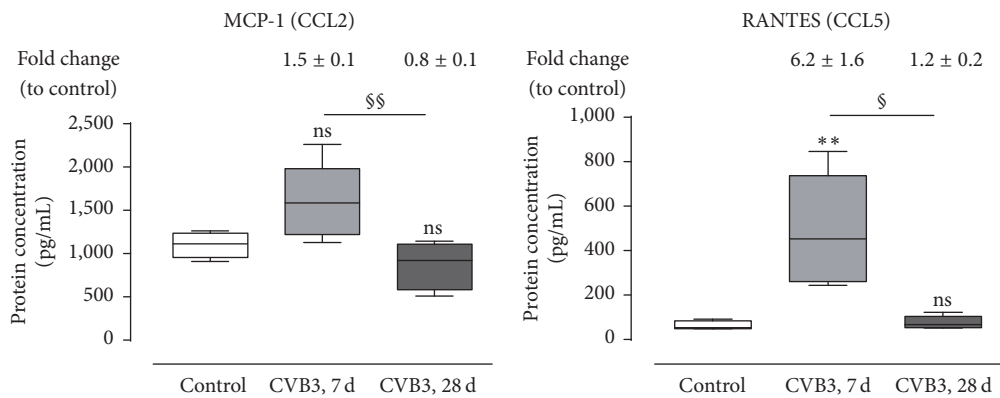 MCP-1 (CCL2)
Fold change
(to control)
1.5 ± 0.1
0.8 ± 0.1
§§
ns
ns
Protein concentration
(pg/mL)
2,500
2,000
1,500
1,000
500
0
Control
CVB3, 7 d
CVB3, 28 d
RANTES (CCL5)
Fold change
(to control)
6.2 ± 1.6
1.2 ± 0.2
§
**
ns
Protein concentration
(pg/mL)
1,000
800
600
400
200
0
Control
CVB3, 7 d
CVB3, 28 d